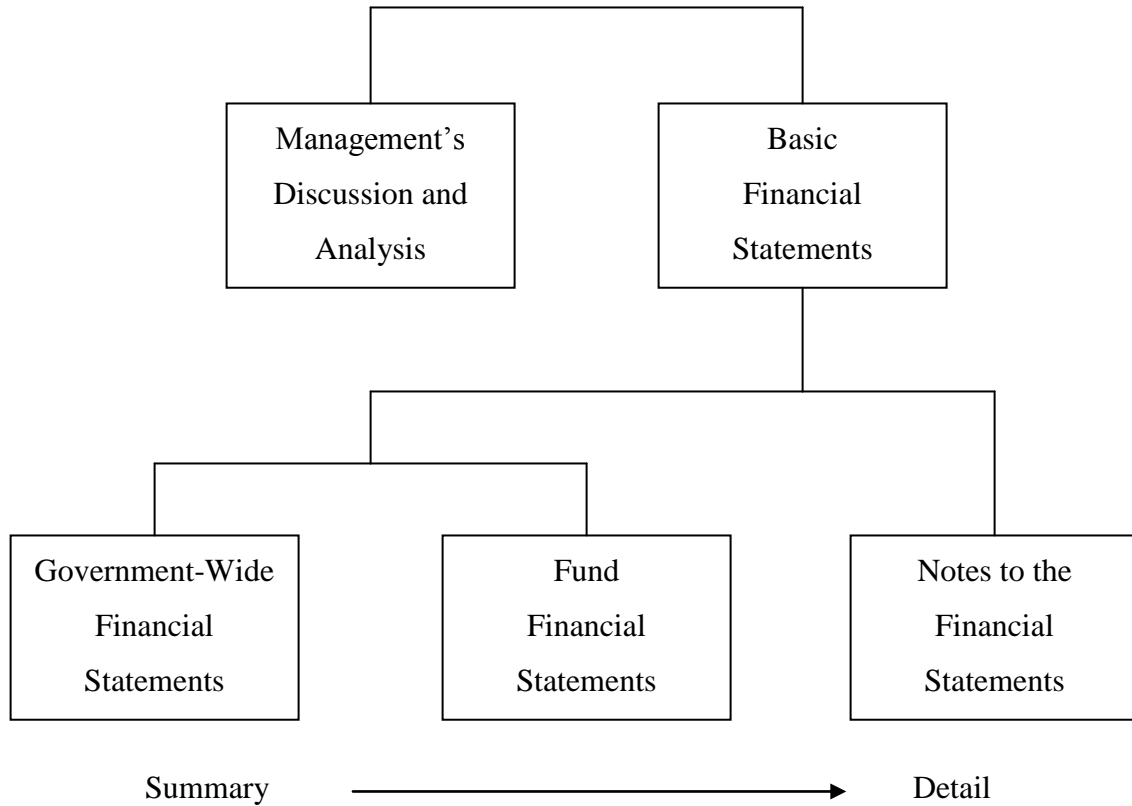 Management’s
Discussion and
Analysis
Basic
Financial
Statements
Government-Wide
Financial
Statements
Fund
Financial
Statements
Notes to the
Financial
Statements
Summary
Detail